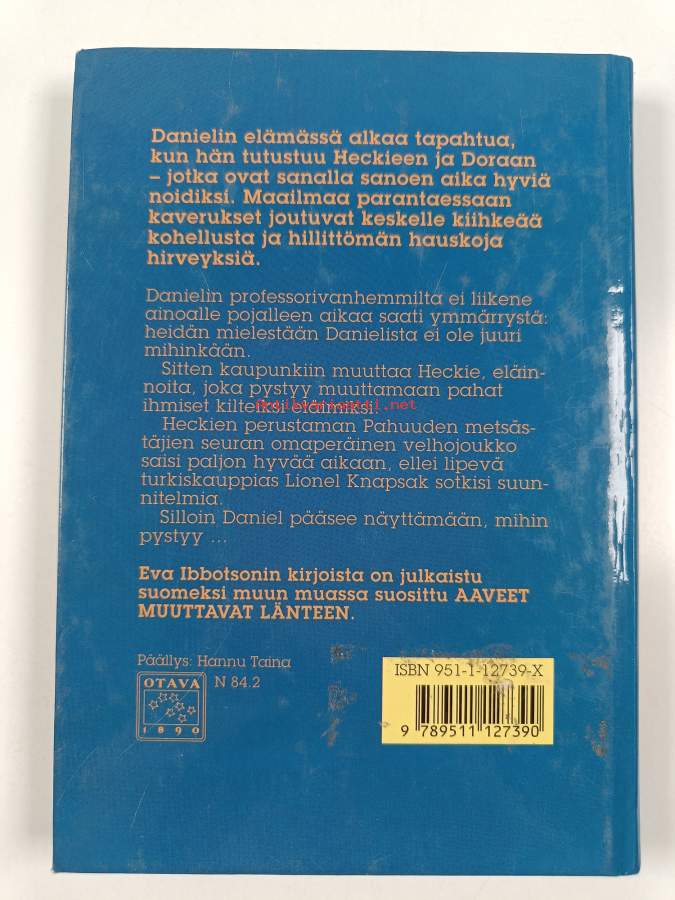 Danielin elämässä alkaa tapahtua,
kun hän tutustuu Heckieen ja Doraan
– jotka ovat sanalla sanoen aika hyviä
noidiksi. Maailmaa parantaessaan
kaverukset joutuvat keskelle kiihkeää
kohellusta ja hillittömän hauskoja
hirveyksiä.
Danielin professorivanhemmilta ei liikene
ainoalle pojalleen aikaa saati ymmärrystä:
heidän mielestään Danielista ei ole juuri
mihinkään.
Sitten kaupunkiin muuttaa Heckie, eläin-
noita, joka pystyy muuttamaan pahat
ihmiset kilteiksi eläimiksi.
Heckien perustaman Pahuuden metsäs-
täjien seuran omaperäinen velhojoukko
saisi paljon hyvää aikaan, ellei lipevä
turkiskauppias Lionel Knapsak sotkisi suun-
nitelmia.
Silloin Daniel pääsee näyttämään, mihin
pystyy ...
Eva Ibbotsonin kirjoista on julkaistu
suomeksi muun muassa suosittu AAVEET
MUUTTAVAT LÄNTEEN.
Päällys: Hannu Taina
OTAVA
N 84.2
1890
ISBN 951-1-12739-X
9 789511 127390